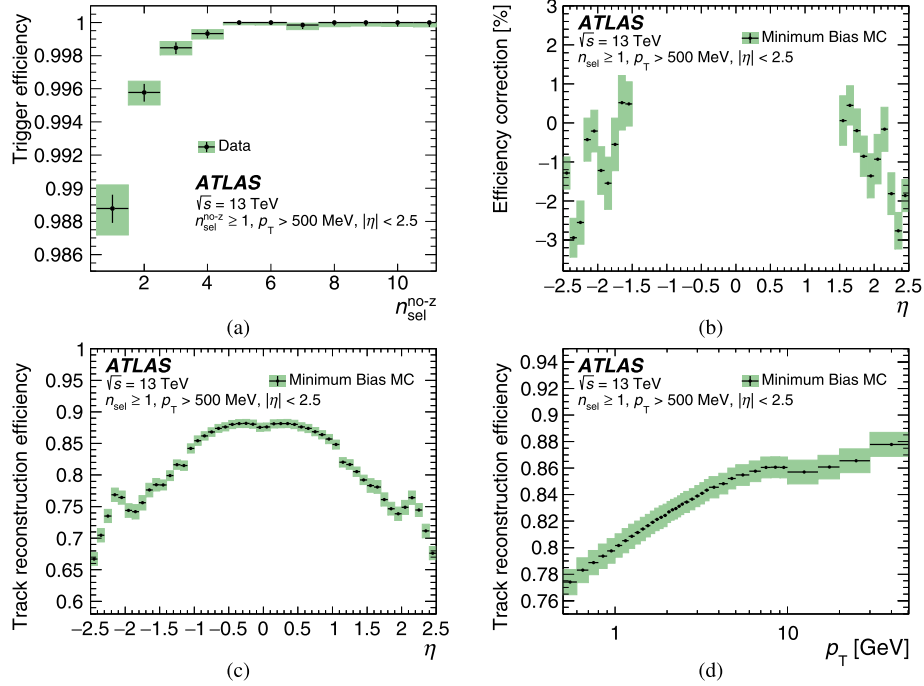 Trigger efficiency
1
0.998
0.996
0.994
0.992
0.99
0.988
0.986
Data
ATLAS
√s = 13 TeV
n_sel^no-z ≥ 1, p_T > 500 MeV, |η| < 2.5
2 4 6 8 10
n_sel^no-z
(a)
Efficiency correction [%]
3
2
1
0
−1
−2
−3
ATLAS
√s = 13 TeV
n_sel ≥ 1, p_T > 500 MeV, |η| < 2.5
Minimum Bias MC
−2.5 −2 −1.5 −1 −0.5 0 0.5 1 1.5 2 2.5
η
(b)
Track reconstruction efficiency
1
0.95
0.9
0.85
0.8
0.75
0.7
0.65
0.6
ATLAS
√s = 13 TeV
n_sel ≥ 1, p_T > 500 MeV, |η| < 2.5
Minimum Bias MC
−2.5 −2 −1.5 −1 −0.5 0 0.5 1 1.5 2 2.5
η
(c)
Track reconstruction efficiency
0.94
0.92
0.9
0.88
0.86
0.84
0.82
0.8
0.78
0.76
ATLAS
√s = 13 TeV
n_sel ≥ 1, p_T > 500 MeV, |η| < 2.5
Minimum Bias MC
1 10
p_T [GeV]
(d)